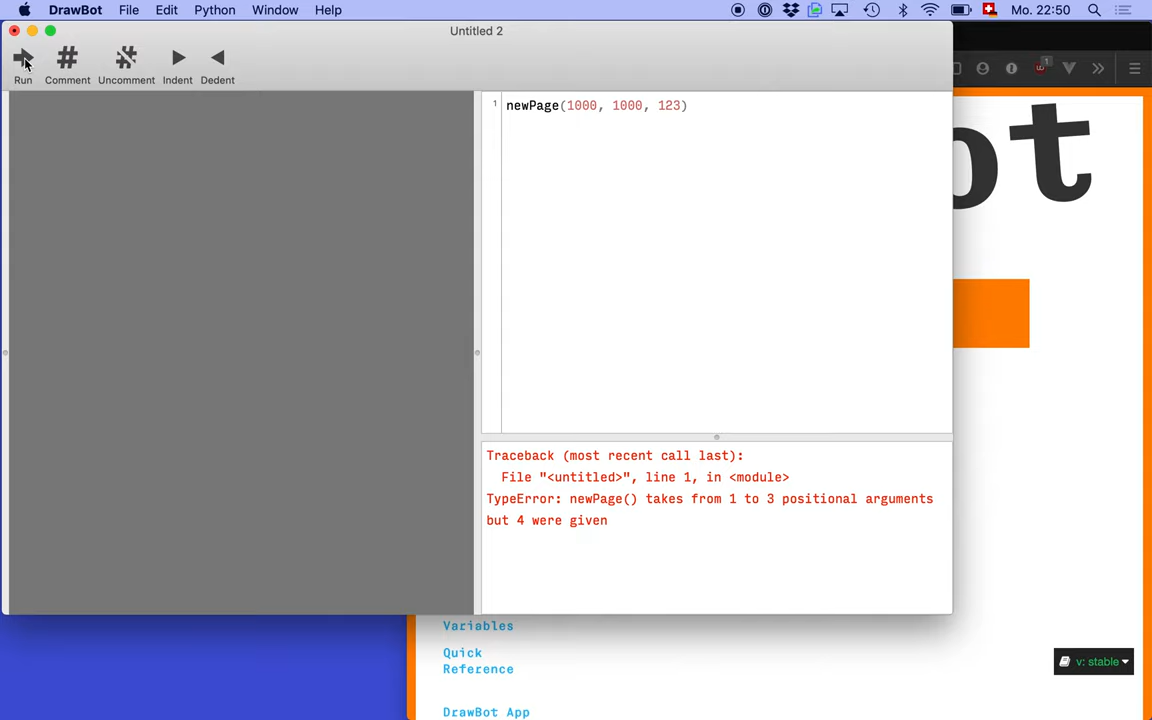 DrawBot File Edit Python Window Help Mo. 22:50
Untitled 2
Run Comment Uncomment Indent Dedent
1 newPage(1000, 1000, 123)
ot
1
Traceback (most recent call last):
File "<untitled>", line 1, in <module>
TypeError: newPage() takes from 1 to 3 positional arguments
but 4 were given
Variables
Quick
Reference
v: stable
DrawBot App